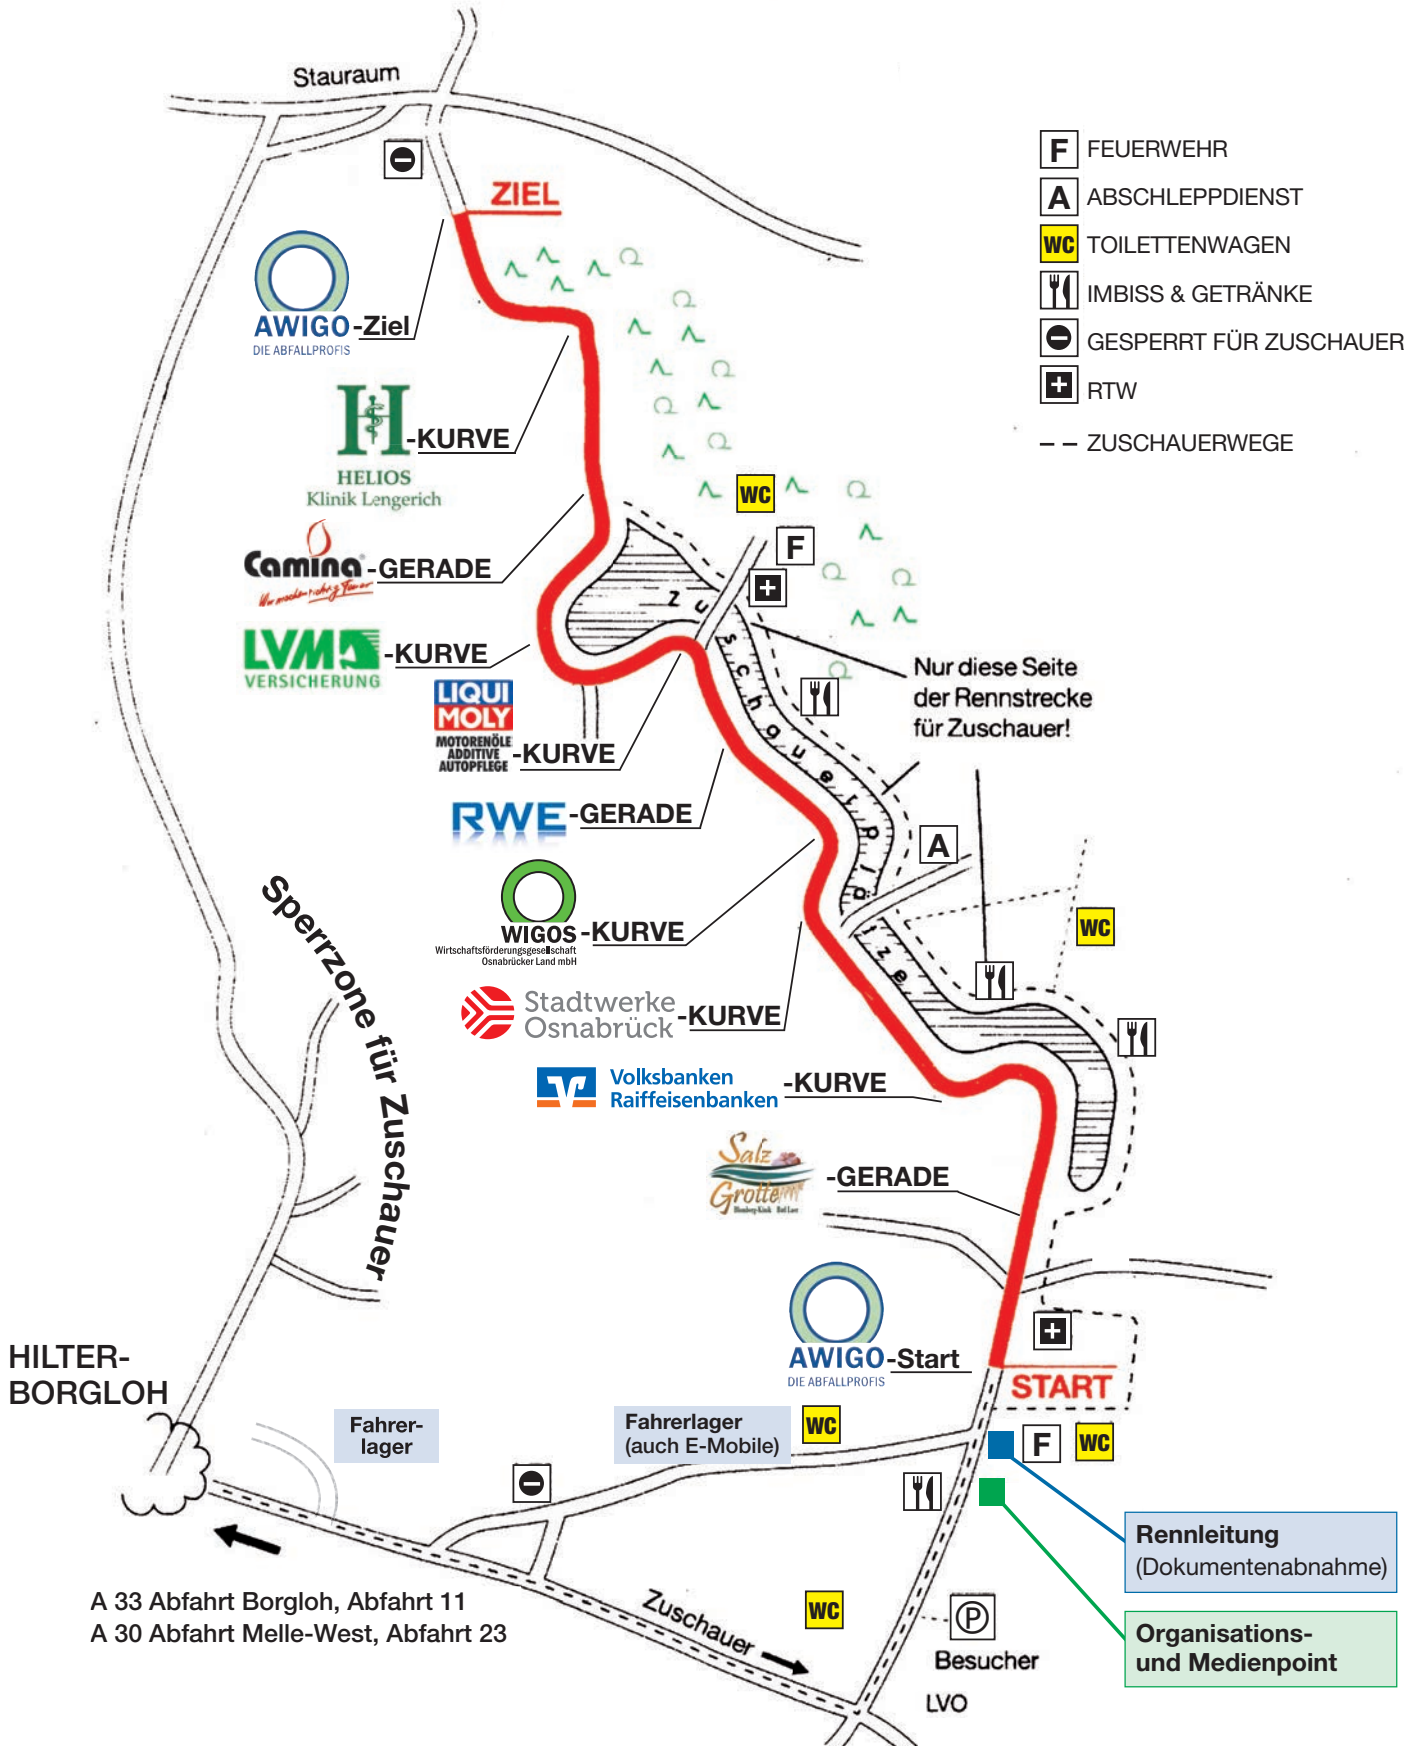 Stauraum
ZIEL
F FEUERWEHR
A ABSCHLEPPDIENST
WC TOILETTENWAGEN
IMBISS & GETRÄNKE
GESPERRT FÜR ZUSCHAUER
RTW
ZUSCHAUERWEGE
AWIGO-Ziel
DIE ABFALLPROFIS
H-KURVE
HELIOS
Klinik Lengerich
WC
F
Camina®-GERADE
Zuschauerplätze
LVM-KURVE
VERSICHERUNG
Nur diese Seite
der Rennstrecke
für Zuschauer!
LIQUI
MOLY
MOTORENÖLE
ADDITIVE
AUTOPFLEGE
-KURVE
RWE-GERADE
A
WIGOS-KURVE
Wirtschaftsförderungsgesellschaft
Osnabrücker Land mbH
WC
Sperrzone für Zuschauer
Stadtwerke
Osnabrück-KURVE
Volksbanken
Raiffeisenbanken
-KURVE
Salz
Grotte
-GERADE
AWIGO-Start
DIE ABFALLPROFIS
START
HILTER-
BORGLOH
Fahrer-
lager
Fahrerlager
(auch E-Mobile)
WC
F
WC
Rennleitung
(Dokumentenabnahme)
Organisations-
und Medienpoint
A 33 Abfahrt Borgloh, Abfahrt 11
A 30 Abfahrt Melle-West, Abfahrt 23
Zuschauer
WC
P
Besucher
LVO